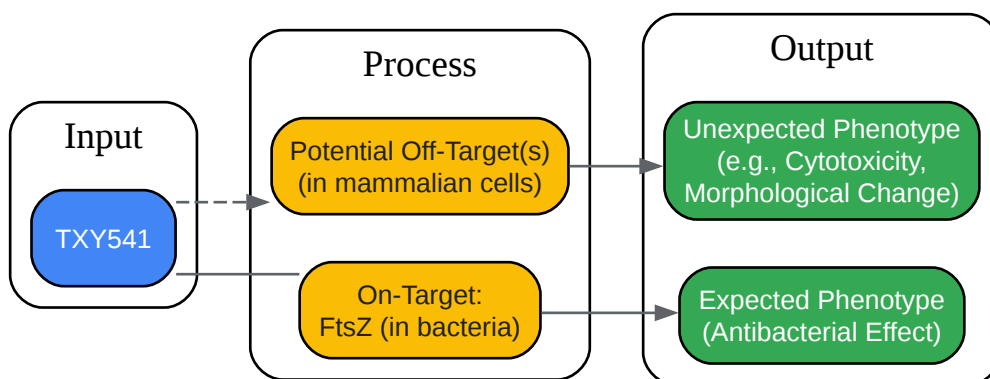 Input
TXY541
Process
Potential Off-Target(s)
(in mammalian cells)
On-Target:
FtsZ (in bacteria)
Output
Unexpected Phenotype
(e.g., Cytotoxicity,
Morphological Change)
Expected Phenotype
(Antibacterial Effect)